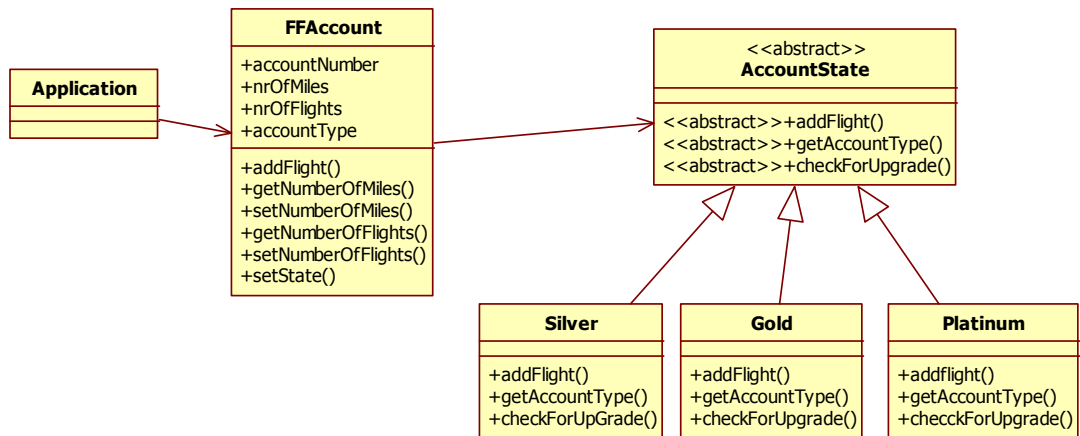 Application
FFAccount
+accountNumber
+nrOfMiles
+nrOfFlights
+accountType
+addFlight()
+getNumberOfMiles()
+setNumberOfMiles()
+getNumberOfFlights()
+setNumberOfFlights()
+setState()
<<abstract>>
AccountState
<<abstract>>+addFlight()
<<abstract>>+getAccountType()
<<abstract>>+checkForUpgrade()
Silver
+addFlight()
+getAccountType()
+checkForUpGrade()
Gold
+addFlight()
+getAccountType()
+checkForUpgrade()
Platinum
+addflight()
+getAccountType()
+checckForUpgrade()